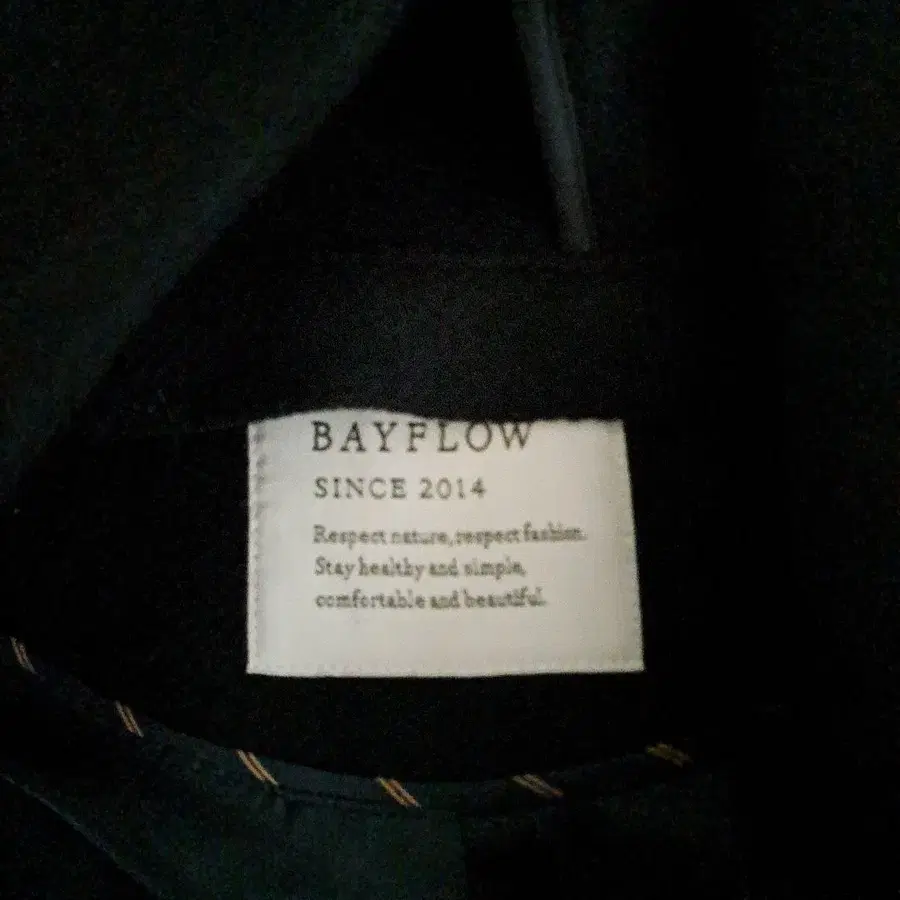 BAYFLOW
SINCE 2014
Respect nature, respect fashion.
Stay healthy and simple,
comfortable and beautiful.